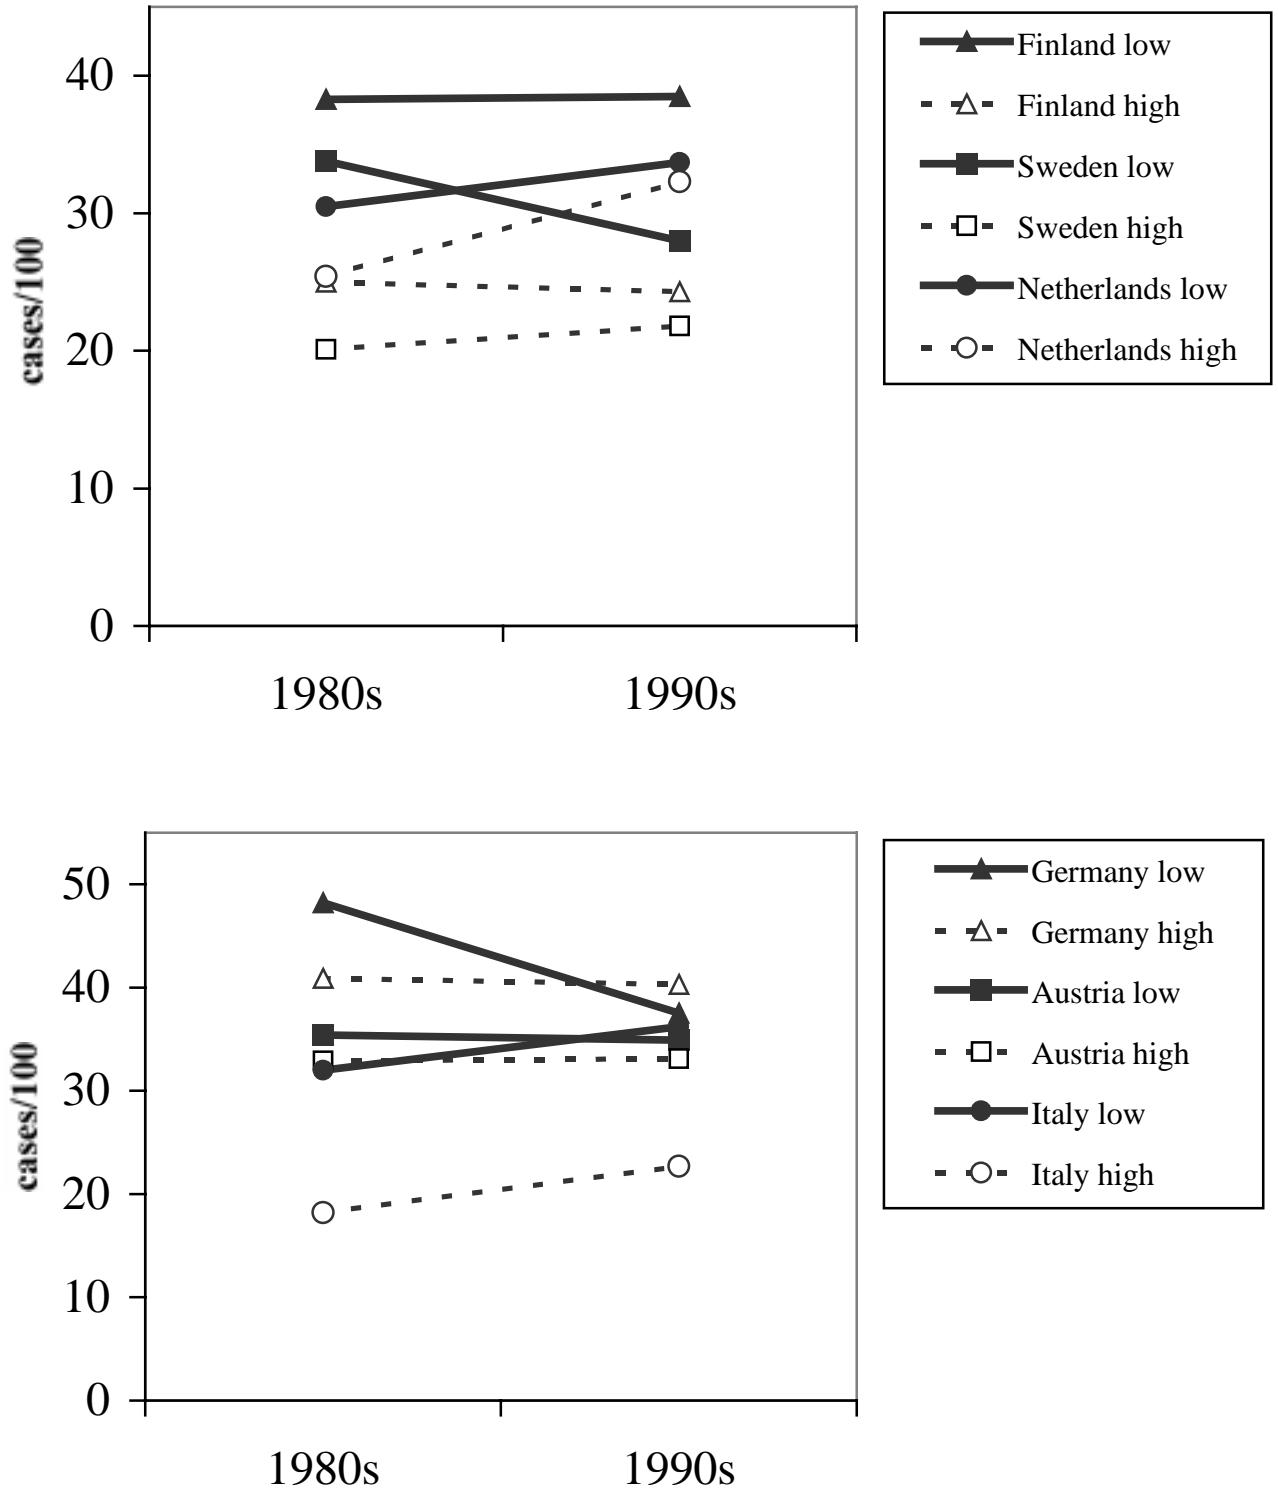 40
30
20
10
0
cases/100
1980s
1990s
Finland low
Finland high
Sweden low
Sweden high
Netherlands low
Netherlands high
50
40
30
20
10
0
cases/100
1980s
1990s
Germany low
Germany high
Austria low
Austria high
Italy low
Italy high